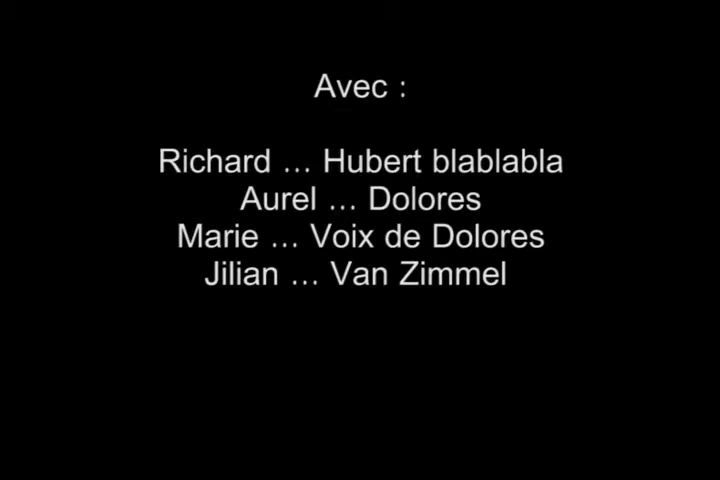 Avec :
Richard ... Hubert blablabla
Aurel ... Dolores
Marie ... Voix de Dolores
Jilian ... Van Zimmel